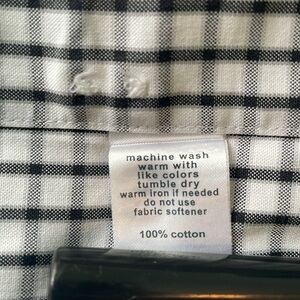 machine wash
warm with
like colors
tumble dry
warm iron if needed
do not use
fabric softener
100% cotton